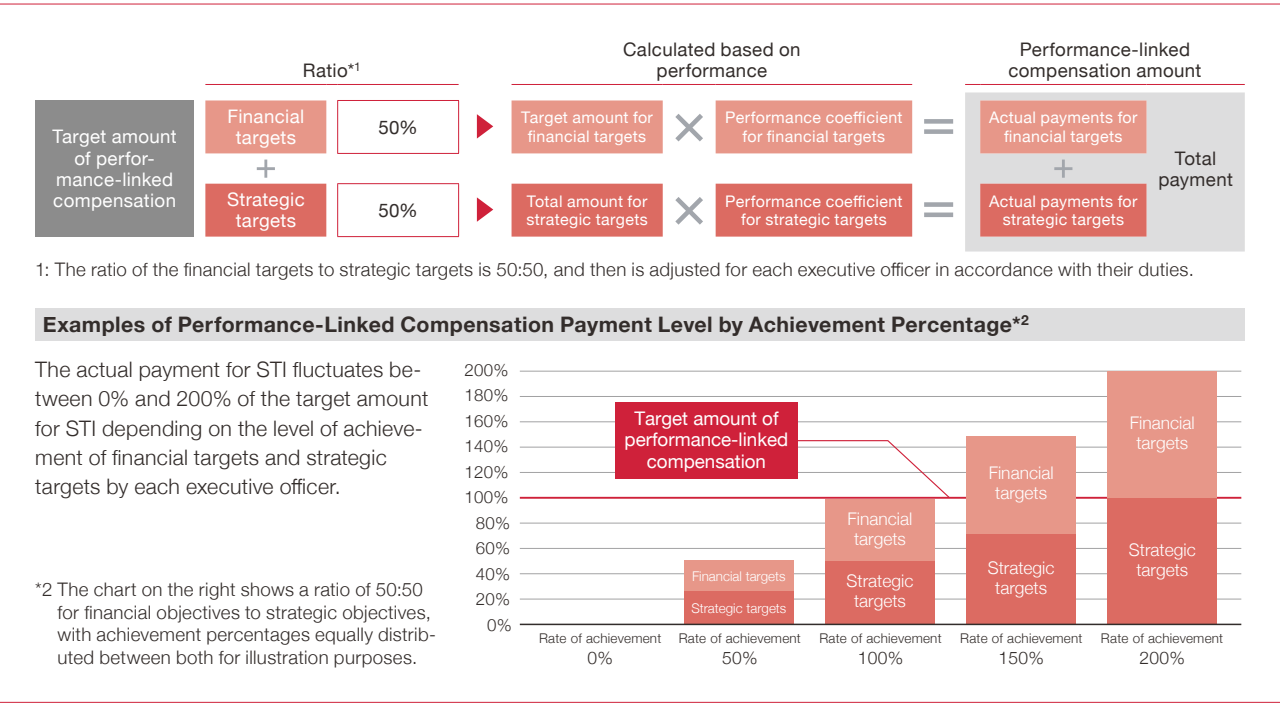 Ratio*1
Calculated based on
performance
Performance-linked
compensation amount
Target amount
of perfor-
mance-linked
compensation
Financial
targets
50%
Target amount for
financial targets
×
Performance coefficient
for financial targets
=
Actual payments for
financial targets
+
+
Total
payment
Strategic
targets
50%
Total amount for
strategic targets
×
Performance coefficient
for strategic targets
=
Actual payments for
strategic targets
1: The ratio of the financial targets to strategic targets is 50:50, and then is adjusted for each executive officer in accordance with their duties.
Examples of Performance-Linked Compensation Payment Level by Achievement Percentage*2
The actual payment for STI fluctuates be-
tween 0% and 200% of the target amount
for STI depending on the level of achieve-
ment of financial targets and strategic
targets by each executive officer.
*2 The chart on the right shows a ratio of 50:50
for financial objectives to strategic objectives,
with achievement percentages equally distrib-
uted between both for illustration purposes.
200%
180%
160%
140%
120%
100%
80%
60%
40%
20%
0%
Target amount of
performance-linked
compensation
Financial targets
Strategic targets
Financial
targets
Strategic
targets
Financial
targets
Strategic
targets
Financial
targets
Strategic
targets
Rate of achievement
0%
Rate of achievement
50%
Rate of achievement
100%
Rate of achievement
150%
Rate of achievement
200%